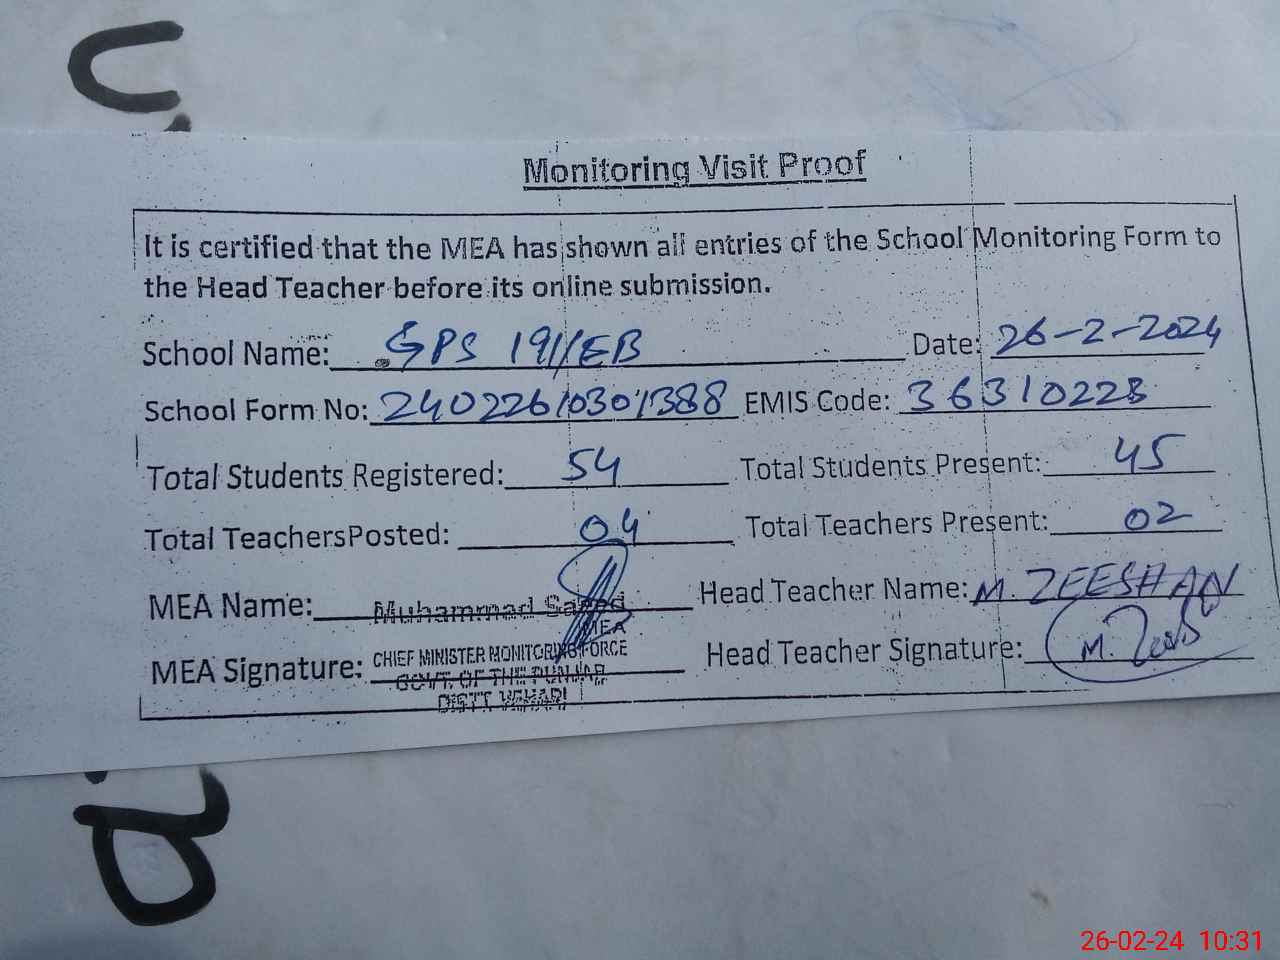 Monitoring Visit Proof
It is certified that the MEA has shown all entries of the School Monitoring Form to
the Head Teacher before its online submission.
School Name: GPS 191/EB Date: 26-2-2024
School Form No: 24022610301388 EMIS Code: 36310228
Total Students Registered: 54 Total Students Present: 45
Total TeachersPosted: 04 Total Teachers Present: 02
MEA Name: Muhammad Saeed Head Teacher Name: M. ZEESHAN
MEA
MEA Signature: CHIEF MINISTER MONITORING FORCE Head Teacher Signature: M. Zeesh
GOVT. OF THE PUNJAB
DISTT. VEHARI
26-02-24 10:31